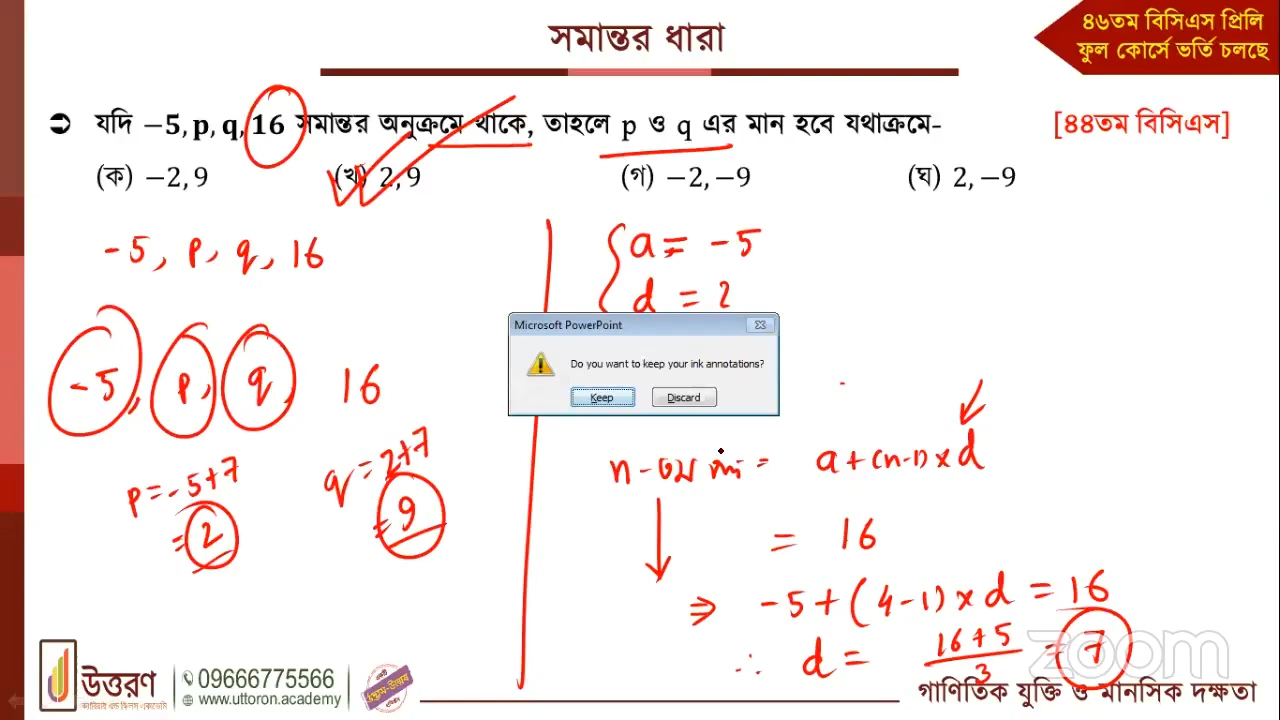 সমান্তর ধারা
৪৬তম বিসিএস প্রিলি
ফুল কোর্সে ভর্তি চলছে
➲ যদি −5, p, q, 16 সমান্তর অনুক্রমে থাকে, তাহলে p ও q এর মান হবে যথাক্রমে- [৪৪তম বিসিএস]
(ক) −2, 9 (খ) 2, 9 (গ) −2, −9 (ঘ) 2, −9
-5, p, q, 16
a = -5
d = 2
Microsoft PowerPoint
Do you want to keep your ink annotations?
Keep Discard
-5, p, q, 16
p = -5+7
= 2
q = 2+7
= 9
n-তম = a+(n-1)×d
= 16
⇒ -5+(4-1)×d = 16
∴ d = 16+5/3 = 7
zoom
উত্তরণ
09666775566
www.uttoron.academy
গাণিতিক যুক্তি ও মানসিক দক্ষতা